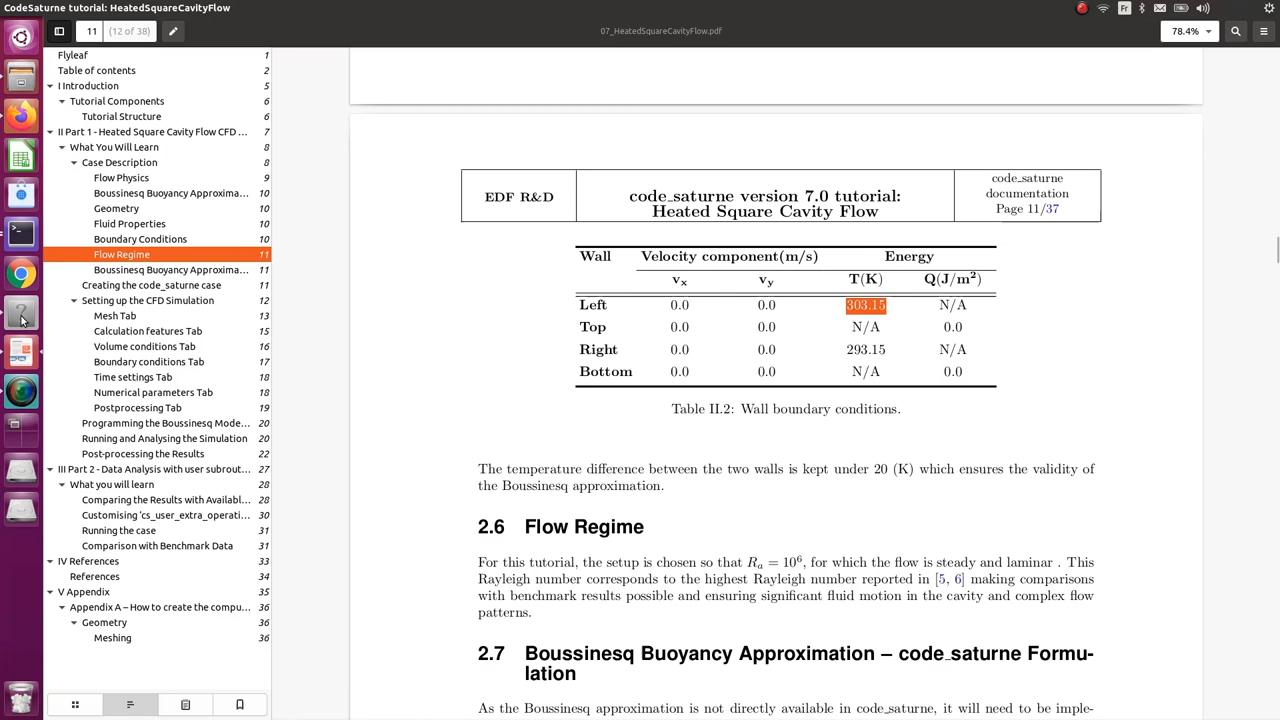 CodeSaturne tutorial: HeatedSquareCavityFlow
Fr
11 (12 of 38)
07_HeatedSquareCavityFlow.pdf
78.4%
Flyleaf 1
Table of contents 2
I Introduction 5
Tutorial Components 6
Tutorial Structure 6
II Part 1 - Heated Square Cavity Flow CFD ... 7
What You Will Learn 8
Case Description 8
Flow Physics 9
Boussinesq Buoyancy Approxima... 10
Geometry 10
Fluid Properties 10
Boundary Conditions 10
Flow Regime 11
Boussinesq Buoyancy Approxima... 11
Creating the code_saturne case 11
Setting up the CFD Simulation 12
Mesh Tab 13
Calculation features Tab 15
Volume conditions Tab 16
Boundary conditions Tab 17
Time settings Tab 18
Numerical parameters Tab 18
Postprocessing Tab 19
Programming the Boussinesq Mode... 20
Running and Analysing the Simulation 20
Post-processing the Results 22
III Part 2 - Data Analysis with user subrout... 27
What you will learn 28
Comparing the Results with Availabl... 28
Customising 'cs_user_extra_operati... 30
Running the case 31
Comparison with Benchmark Data 31
IV References 33
References 34
V Appendix 35
Appendix A – How to create the compu... 36
Geometry 36
Meshing 36
EDF R&D
code_saturne version 7.0 tutorial:
Heated Square Cavity Flow
code_saturne
documentation
Page 11/37
Wall Velocity component(m/s) Energy
vx vy T(K) Q(J/m²)
Left 0.0 0.0 303.15 N/A
Top 0.0 0.0 N/A 0.0
Right 0.0 0.0 293.15 N/A
Bottom 0.0 0.0 N/A 0.0
Table II.2: Wall boundary conditions.
The temperature difference between the two walls is kept under 20 (K) which ensures the validity of
the Boussinesq approximation.
2.6 Flow Regime
For this tutorial, the setup is chosen so that Ra = 10⁶, for which the flow is steady and laminar . This
Rayleigh number corresponds to the highest Rayleigh number reported in [5, 6] making comparisons
with benchmark results possible and ensuring significant fluid motion in the cavity and complex flow
patterns.
2.7 Boussinesq Buoyancy Approximation – code_saturne Formu-
lation
As the Boussinesq approximation is not directly available in code_saturne, it will need to be imple-